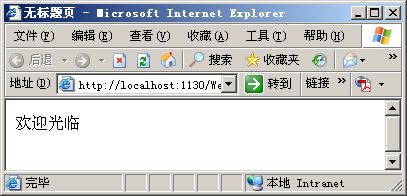 无标题页 - Microsoft Internet Explorer
文件(F) 编辑(E) 查看(V) 收藏(A) 工具(T) 帮助(H)
后退 搜索 收藏夹
地址(D) http://localhost:1130/We 转到 链接 »
欢迎光临
完毕 本地 Intranet